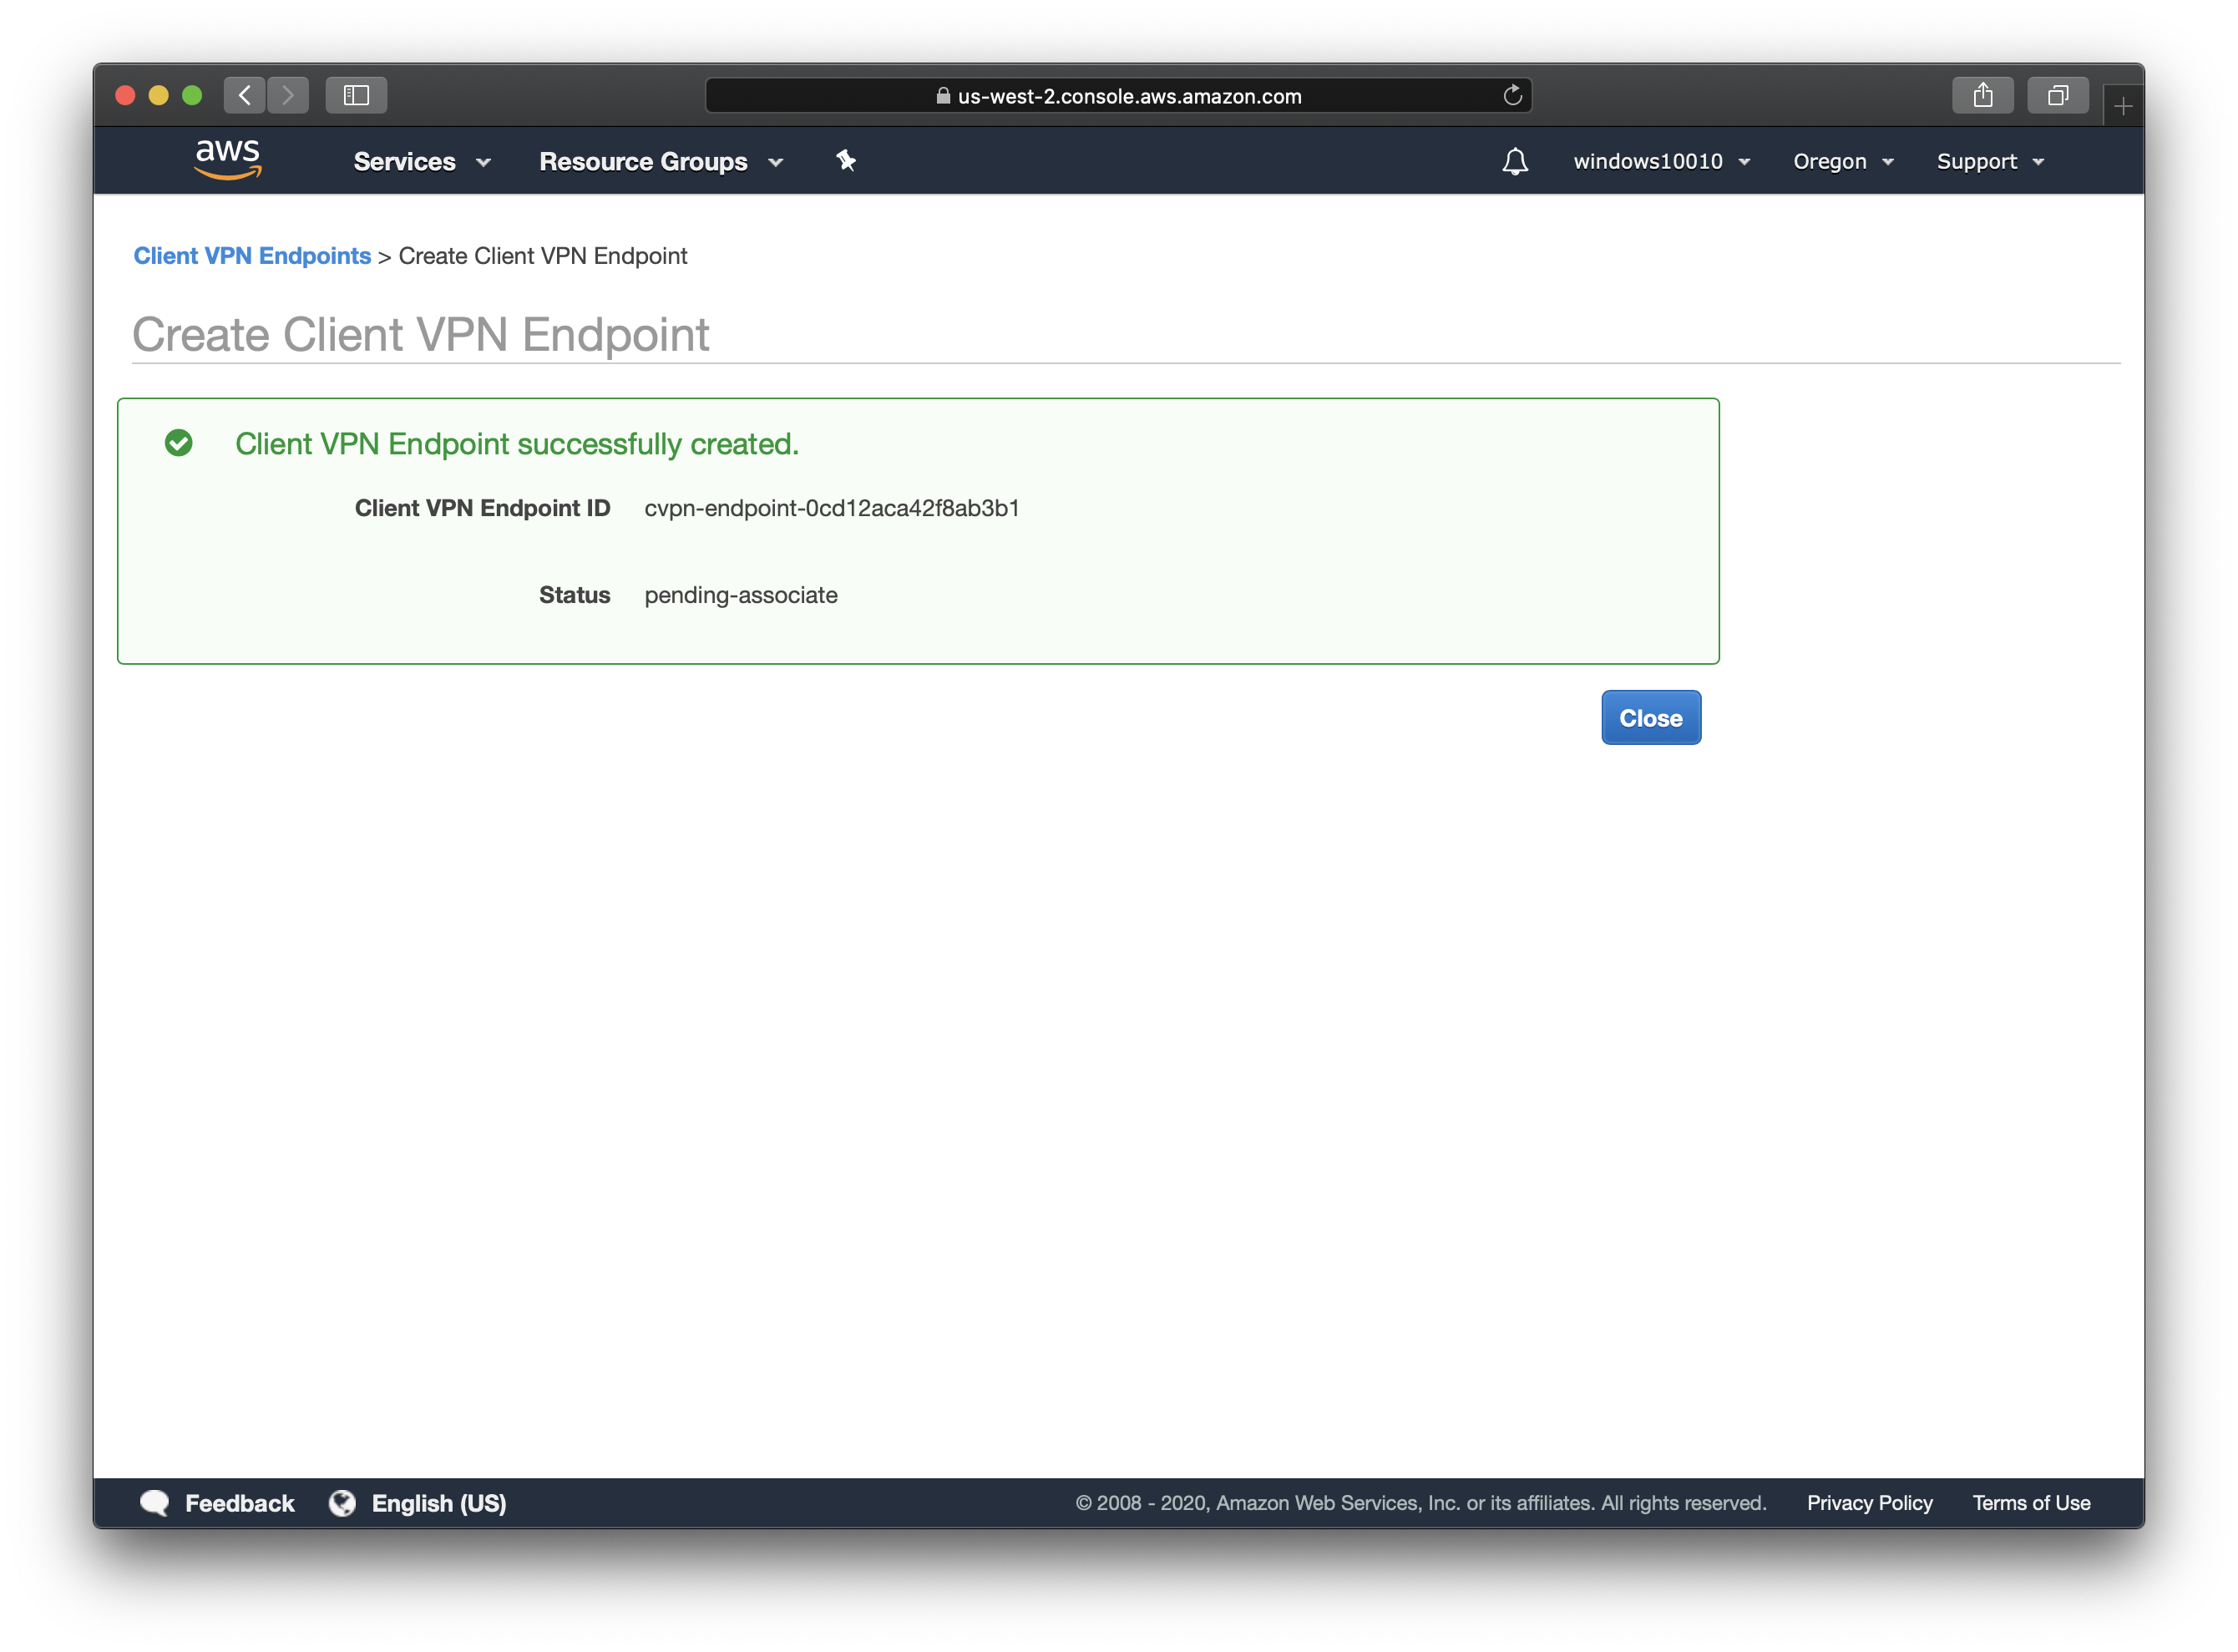 us-west-2.console.aws.amazon.com
aws Services Resource Groups windows10010 Oregon Support
Client VPN Endpoints > Create Client VPN Endpoint
Create Client VPN Endpoint
Client VPN Endpoint successfully created.
Client VPN Endpoint ID cvpn-endpoint-0cd12aca42f8ab3b1
Status pending-associate
Close
Feedback English (US) © 2008 - 2020, Amazon Web Services, Inc. or its affiliates. All rights reserved. Privacy Policy Terms of Use